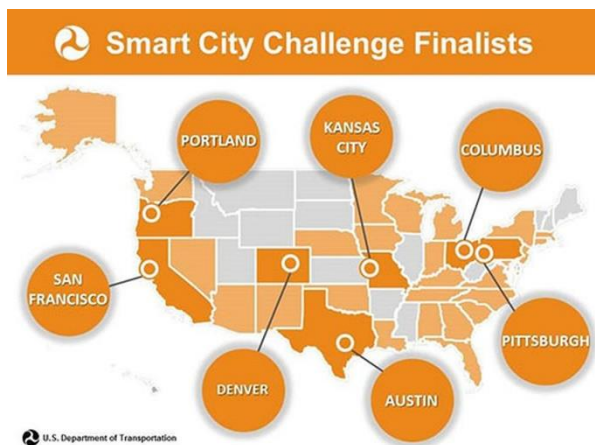 Smart City Challenge Finalists
PORTLAND
KANSAS
CITY
COLUMBUS
SAN
FRANCISCO
DENVER
AUSTIN
PITTSBURGH
U.S. Department of Transportation